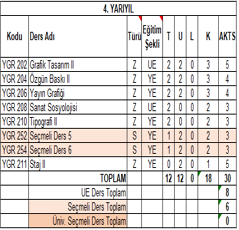 4. YARIYIL
Kodu Ders Adı Türü Eğitim Şekli T U L K AKTS
YGR 202 Grafik Tasarım II Z UE 2 2 0 3 5
YGR 204 Özgün Baskı II Z YE 2 2 0 3 4
YGR 206 Yayın Grafiği Z YE 2 2 0 3 4
YGR 208 Sanat Sosyolojisi Z UE 2 0 0 2 3
YGR 210 Tipografi II Z YE 2 0 0 2 3
YGR 252 Seçmeli Ders 5 S YE 1 2 0 2 3
YGR 254 Seçmeli Ders 6 S YE 1 2 0 2 3
YGR 211 Staj II Z YE 0 2 0 1 5
TOPLAM 12 12 0 18 30
UE Ders Toplam 8
Seçmeli Ders Toplam 6
Üniv. Seçmeli Ders Toplam 0